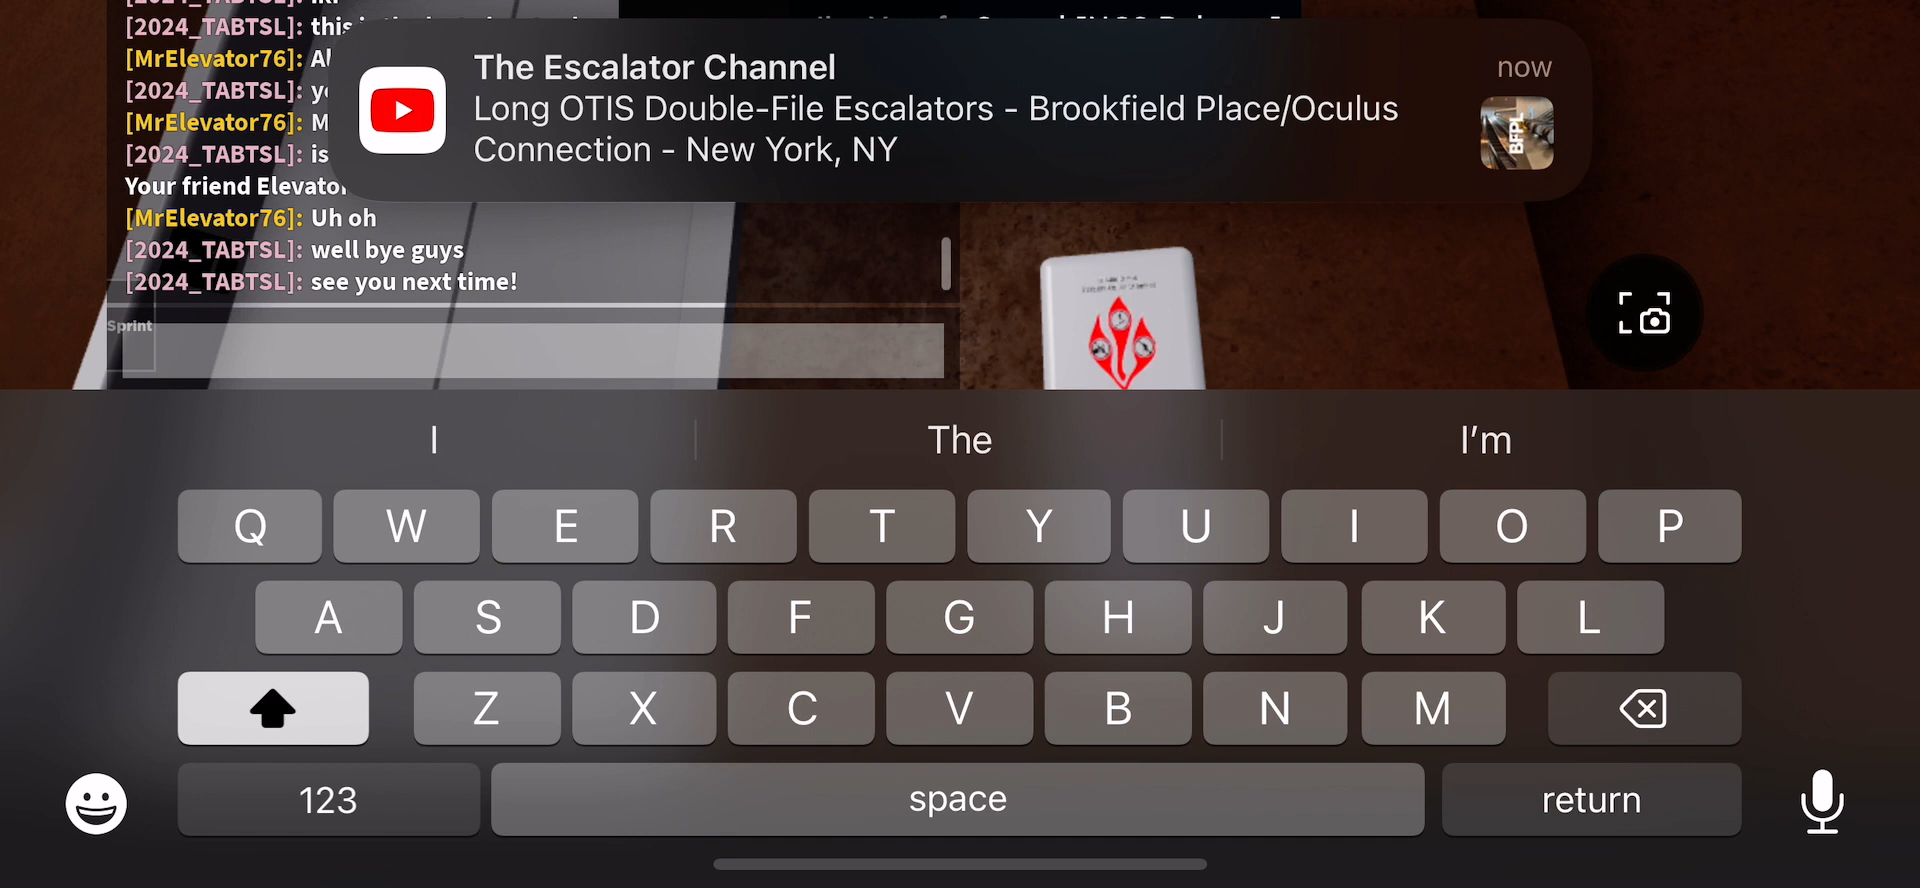 [2024_TABTSL]:
[2024_TABTSL]: this
[MrElevator76]:
[2024_TABTSL]:
[MrElevator76]: M
[2024_TABTSL]: is
Your friend Elevator
[MrElevator76]: Uh oh
[2024_TABTSL]: well bye guys
[2024_TABTSL]: see you next time!
Sprint
The Escalator Channel
now
Long OTIS Double-File Escalators - Brookfield Place/Oculus
Connection - New York, NY
BFPL
I The I'm
Q W E R T Y U I O P
A S D F G H J K L
Z X C V B N M
123 space return